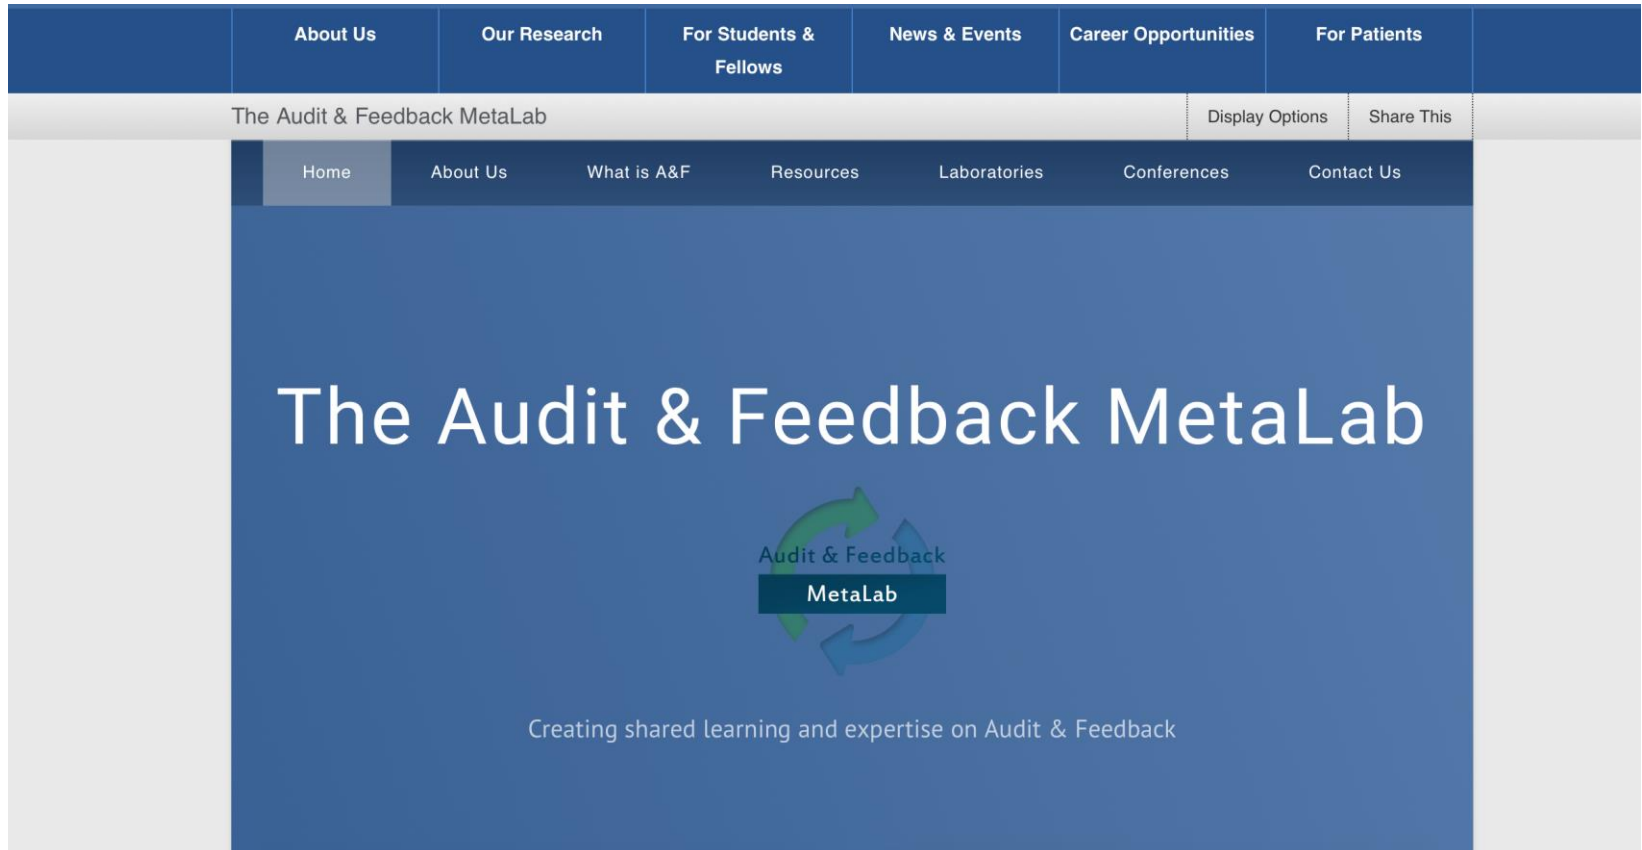 About Us Our Research For Students & News & Events Career Opportunities For Patients
Fellows
The Audit & Feedback MetaLab Display Options Share This
Home About Us What is A&F Resources Laboratories Conferences Contact Us
The Audit & Feedback MetaLab
Audit & Feedback
MetaLab
Creating shared learning and expertise on Audit & Feedback